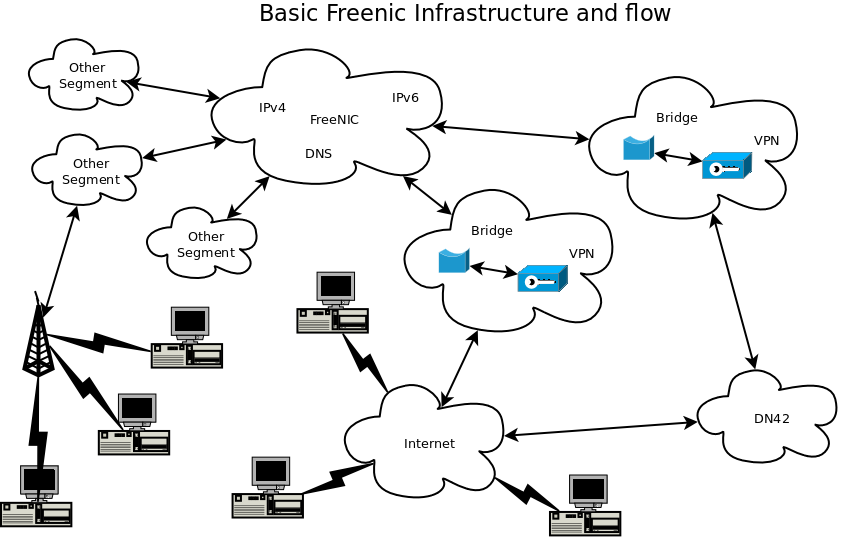 Basic Freenic Infrastructure and flow
Other
Segment
IPv4
IPv6
FreeNIC
DNS
Bridge
VPN
Other
Segment
Other
Segment
Bridge
VPN
Internet
DN42